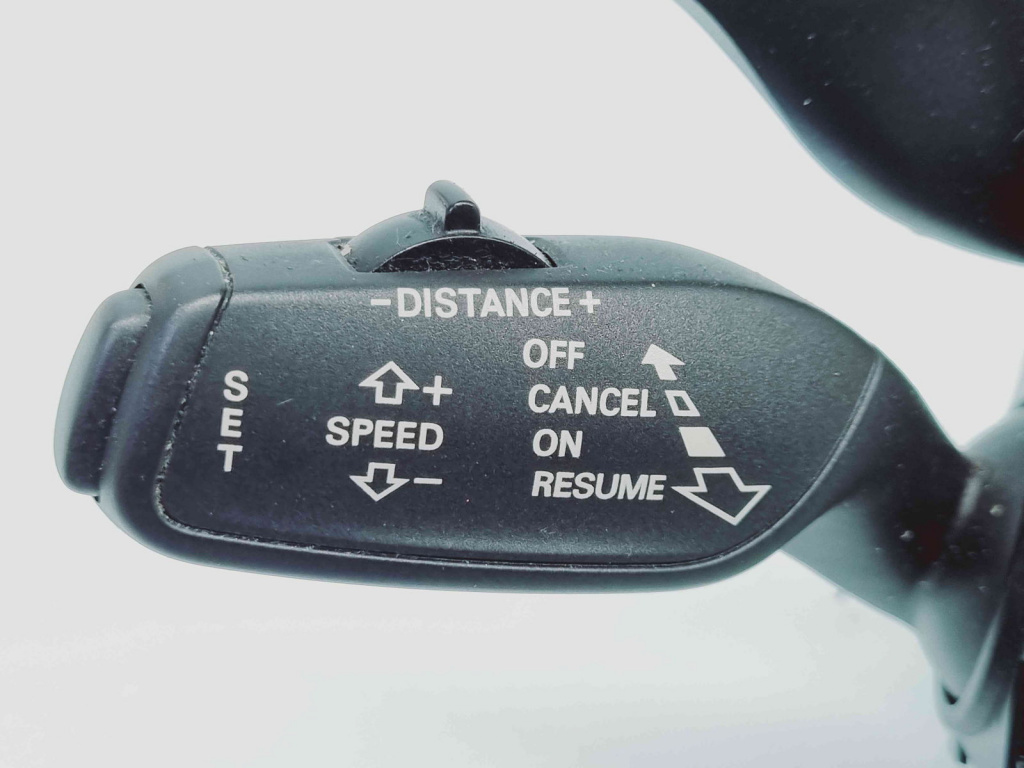 -DISTANCE+
OFF
CANCEL
ON
RESUME
+
SPEED
-
SET